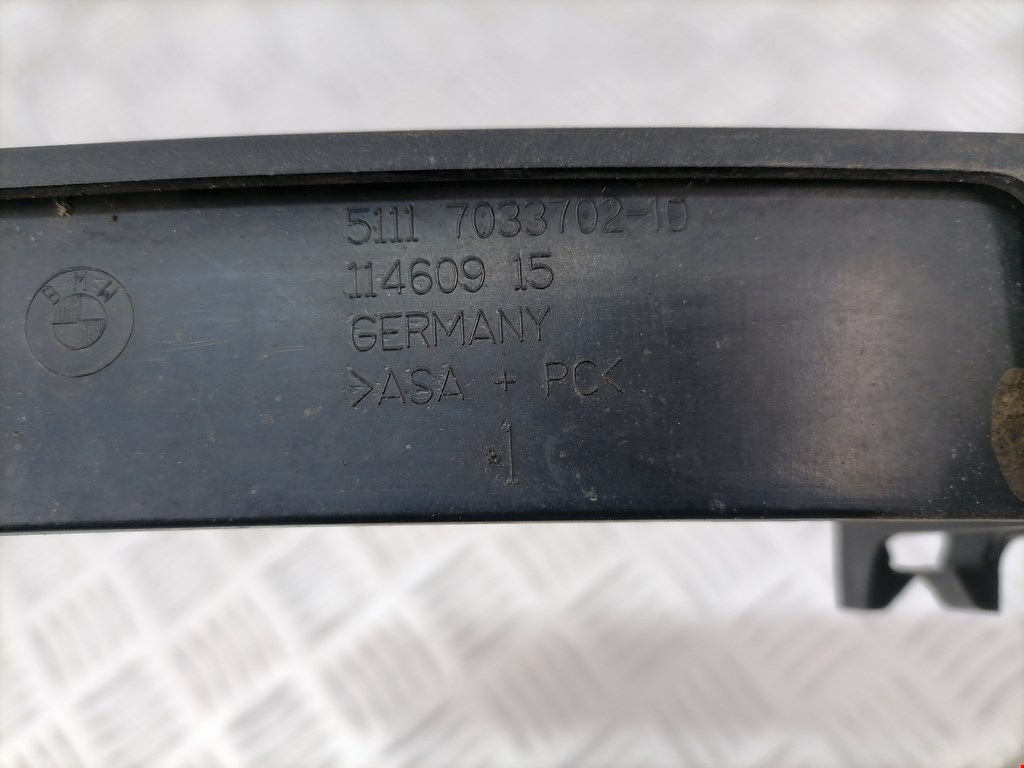 BMW
5111 7033702-10
114609 15
GERMANY
>ASA + PC<
1